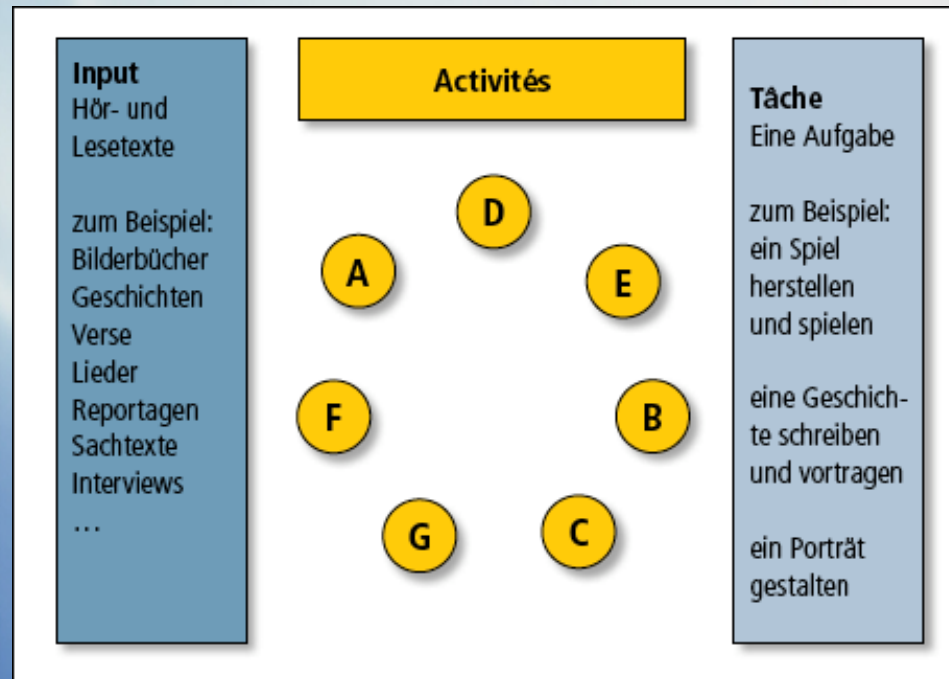 Input
Hör- und
Lesetexte
zum Beispiel:
Bilderbücher
Geschichten
Verse
Lieder
Reportagen
Sachtexte
Interviews
...
Activités
D
A
E
F
B
G
C
Tâche
Eine Aufgabe
zum Beispiel:
ein Spiel
herstellen
und spielen
eine Geschich-
te schreiben
und vortragen
ein Porträt
gestalten